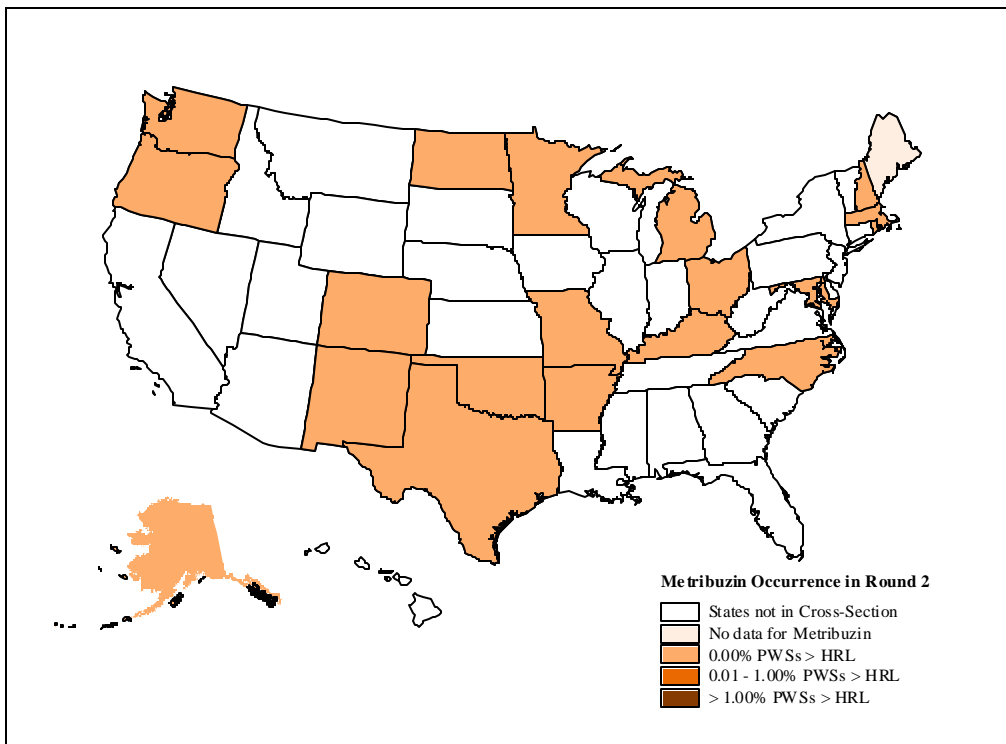 Metribuzin Occurrence in Round 2
States not in Cross-Section
No data for Metribuzin
0.00% PWSs > HRL
0.01 - 1.00% PWSs > HRL
> 1.00% PWSs > HRL